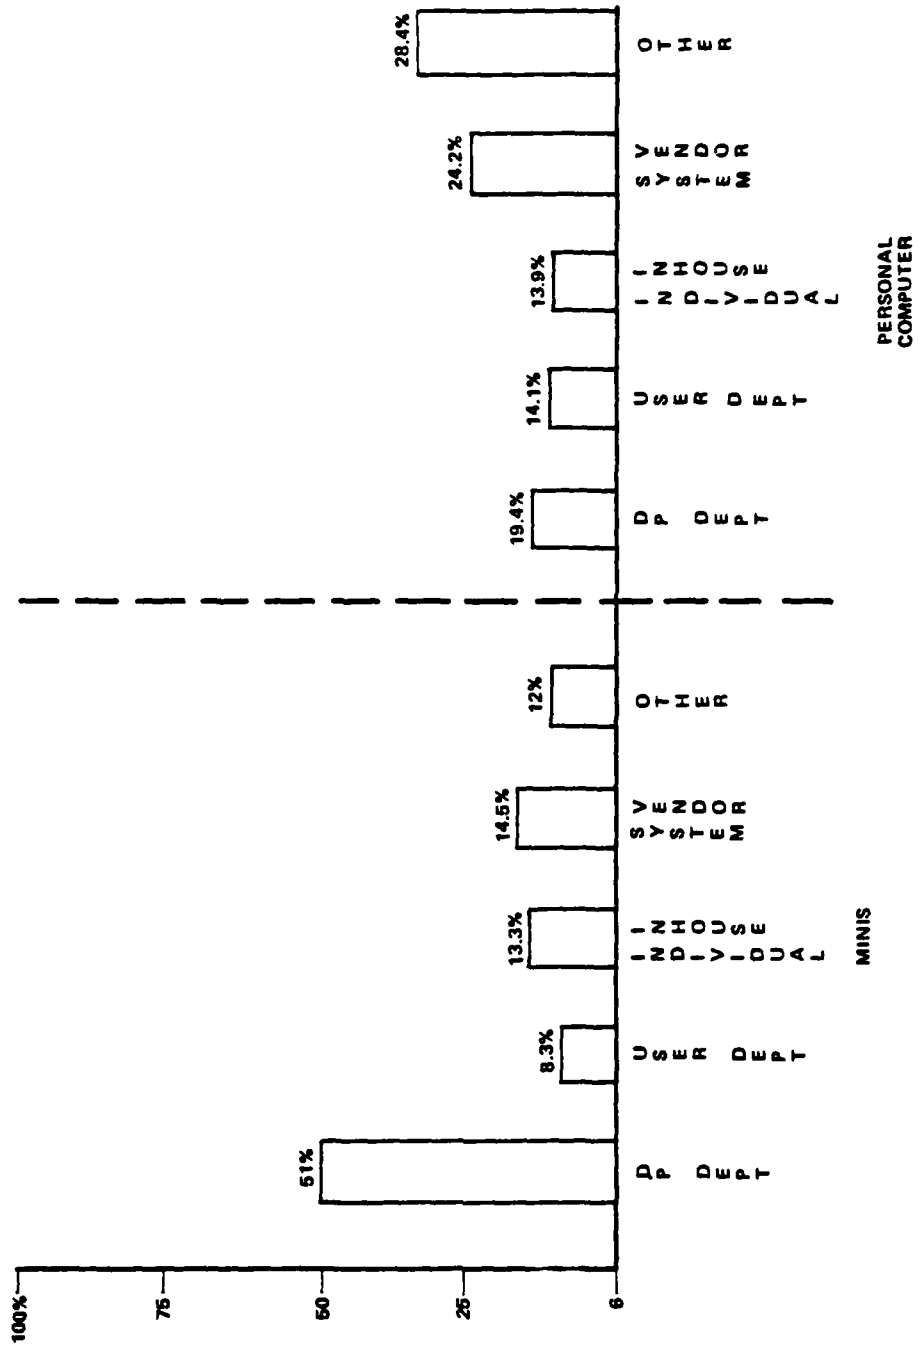 100%
75
50
25
6
51%
8.3%
13.3%
14.5%
12%
19.4%
14.1%
13.9%
24.2%
28.4%
DP DEPT
USER DEPT
INHOUSE
INDIVIDUAL
VENDOR
SYSTEM
OTHER
DP DEPT
USER DEPT
INHOUSE
INDIVIDUAL
VENDOR
SYSTEM
OTHER
MINIS
PERSONAL
COMPUTER